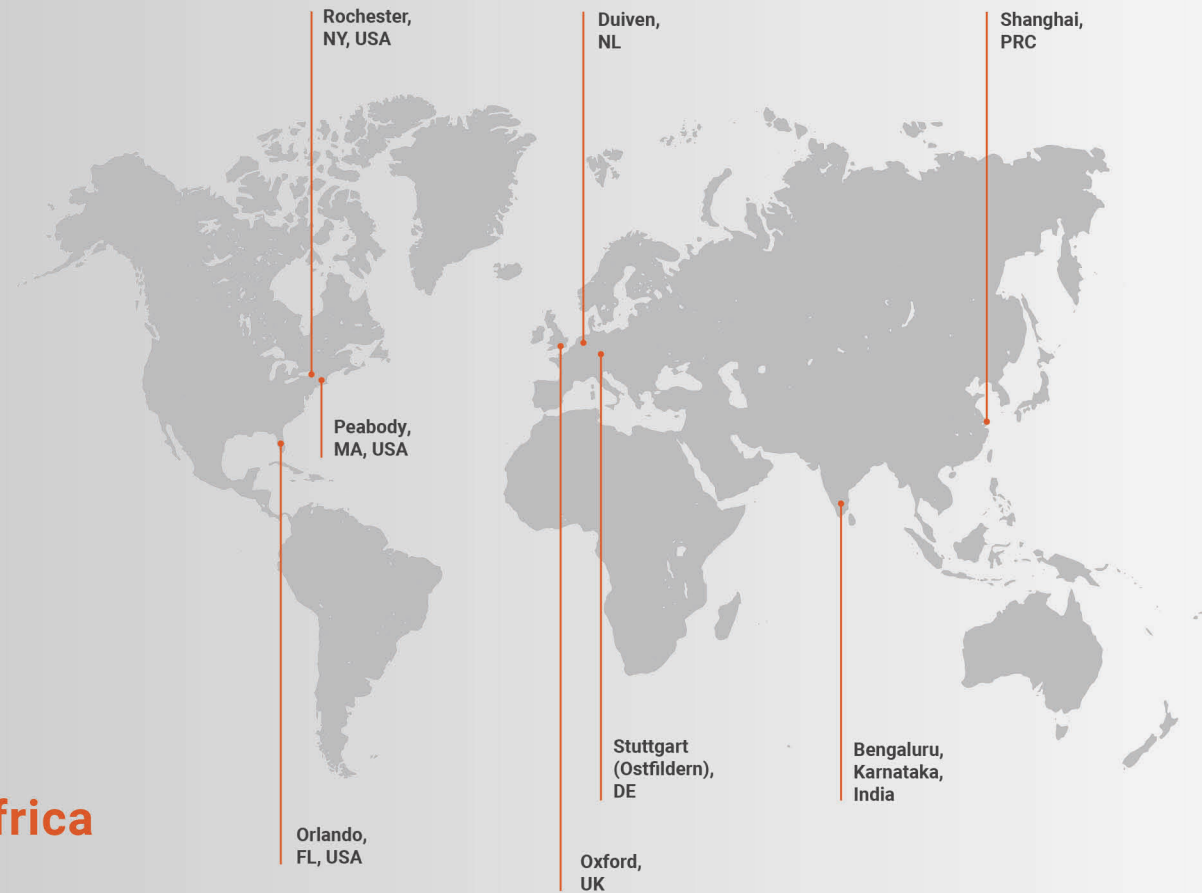 Rochester,
NY, USA
Duiven,
NL
Shanghai,
PRC
Peabody,
MA, USA
Stuttgart
(Ostfildern),
DE
Bengaluru,
Karnataka,
India
frica
Orlando,
FL, USA
Oxford,
UK